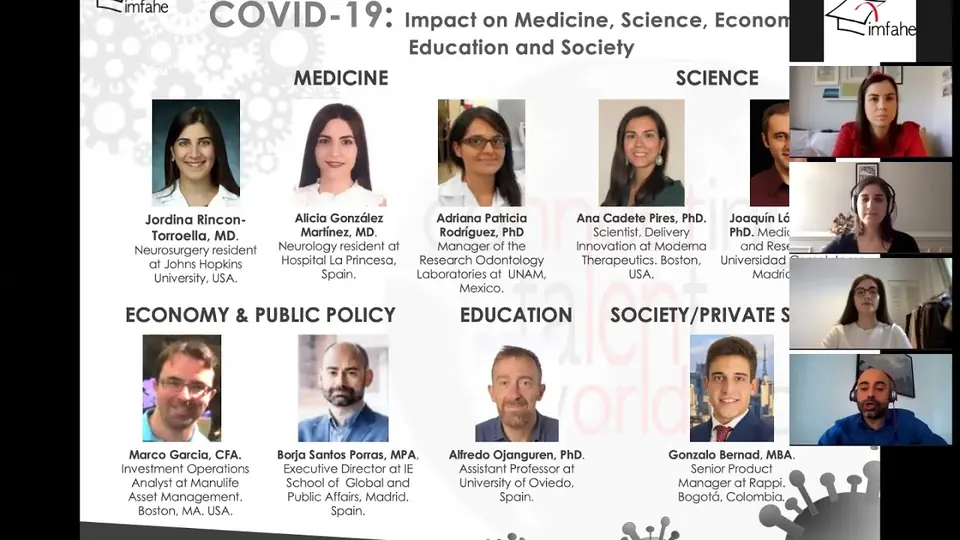 imfahe
COVID-19: Impact on Medicine, Science, Econom
Education and Society
imfahe
MEDICINE
SCIENCE
Jordina Rincon-
Torroella, MD.
Neurosurgery resident
at Johns Hopkins
University, USA.
Alicia González
Martínez, MD.
Neurology resident at
Hospital La Princesa,
Spain.
Adriana Patricia
Rodríguez, PhD
Manager of the
Research Odontology
Laboratories at UNAM,
Mexico.
Ana Cadete Pires, PhD.
Scientist, Delivery
Innovation at Moderna
Therapeutics. Boston,
USA.
Joaquín Ló
PhD. Medic
and Rese
Universidad
Madri
ECONOMY & PUBLIC POLICY
EDUCATION
SOCIETY/PRIVATE S
Marco Garcia, CFA.
Investment Operations
Analyst at Manulife
Asset Management.
Boston, MA. USA.
Borja Santos Porras, MPA,
Executive Director at IE
School of Global and
Public Affairs, Madrid.
Spain.
Alfredo Ojanguren, PhD.
Assistant Professor at
University of Oviedo.
Spain.
Gonzalo Bernad, MBA.
Senior Product
Manager at Rappi.
Bogotá, Colombia.
talent
world